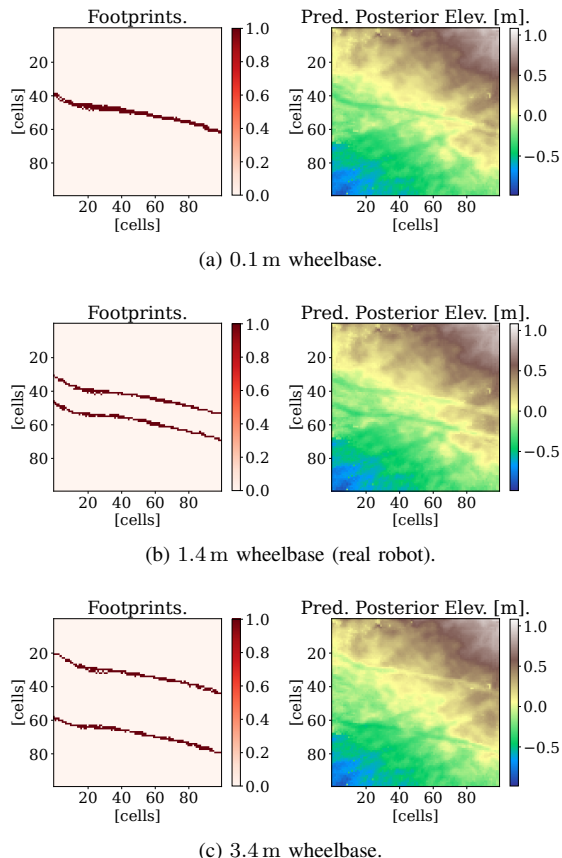 Footprints. Pred. Posterior Elev. [m].
1.0 1.0
20 0.8 20 0.5
[cells] 40 0.6 [cells] 40 0.0
60 0.4 60
80 0.2 80 −0.5
0.0
20 40 60 80 20 40 60 80
[cells] [cells]
(a) 0.1 m wheelbase.
Footprints. Pred. Posterior Elev. [m].
1.0 1.0
20 0.8 20 0.5
[cells] 40 0.6 [cells] 40 0.0
60 0.4 60
80 0.2 80 −0.5
0.0
20 40 60 80 20 40 60 80
[cells] [cells]
(b) 1.4 m wheelbase (real robot).
Footprints. Pred. Posterior Elev. [m].
1.0 1.0
20 0.8 20 0.5
[cells] 40 0.6 [cells] 40 0.0
60 0.4 60
80 0.2 80 −0.5
0.0
20 40 60 80 20 40 60 80
[cells] [cells]
(c) 3.4 m wheelbase.